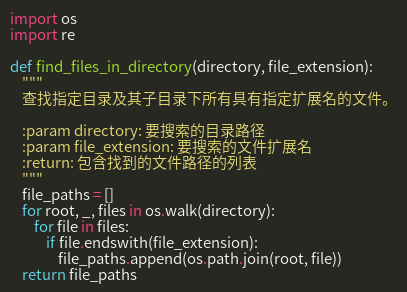 import os
import re

def find_files_in_directory(directory, file_extension):
    """
    查找指定目录及其子目录下所有具有指定扩展名的文件。

    :param directory: 要搜索的目录路径
    :param file_extension: 要搜索的文件扩展名
    :return: 包含找到的文件路径的列表
    """
    file_paths = []
    for root, _, files in os.walk(directory):
        for file in files:
            if file.endswith(file_extension):
                file_paths.append(os.path.join(root, file))
    return file_paths